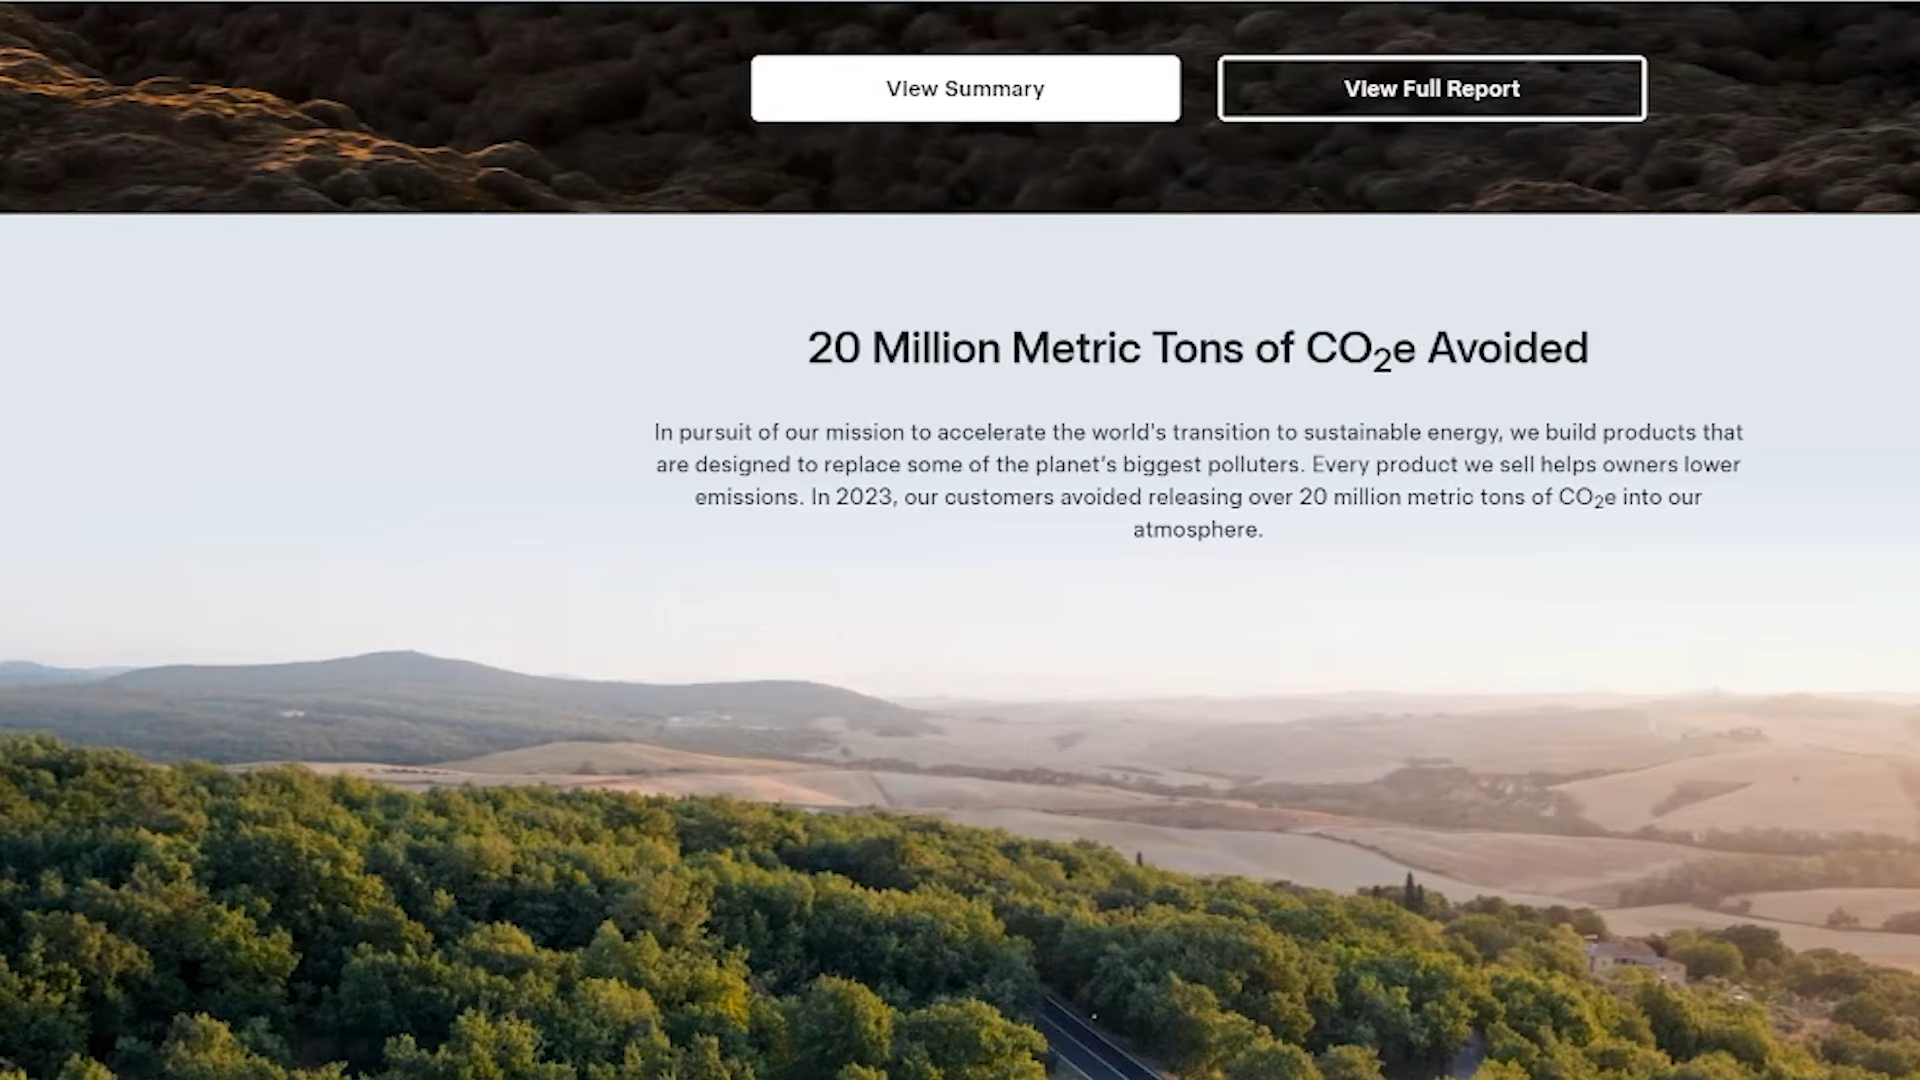 View Summary
View Full Report
20 Million Metric Tons of CO₂e Avoided
In pursuit of our mission to accelerate the world's transition to sustainable energy, we build products that
are designed to replace some of the planet’s biggest polluters. Every product we sell helps owners lower
emissions. In 2023, our customers avoided releasing over 20 million metric tons of CO₂e into our
atmosphere.